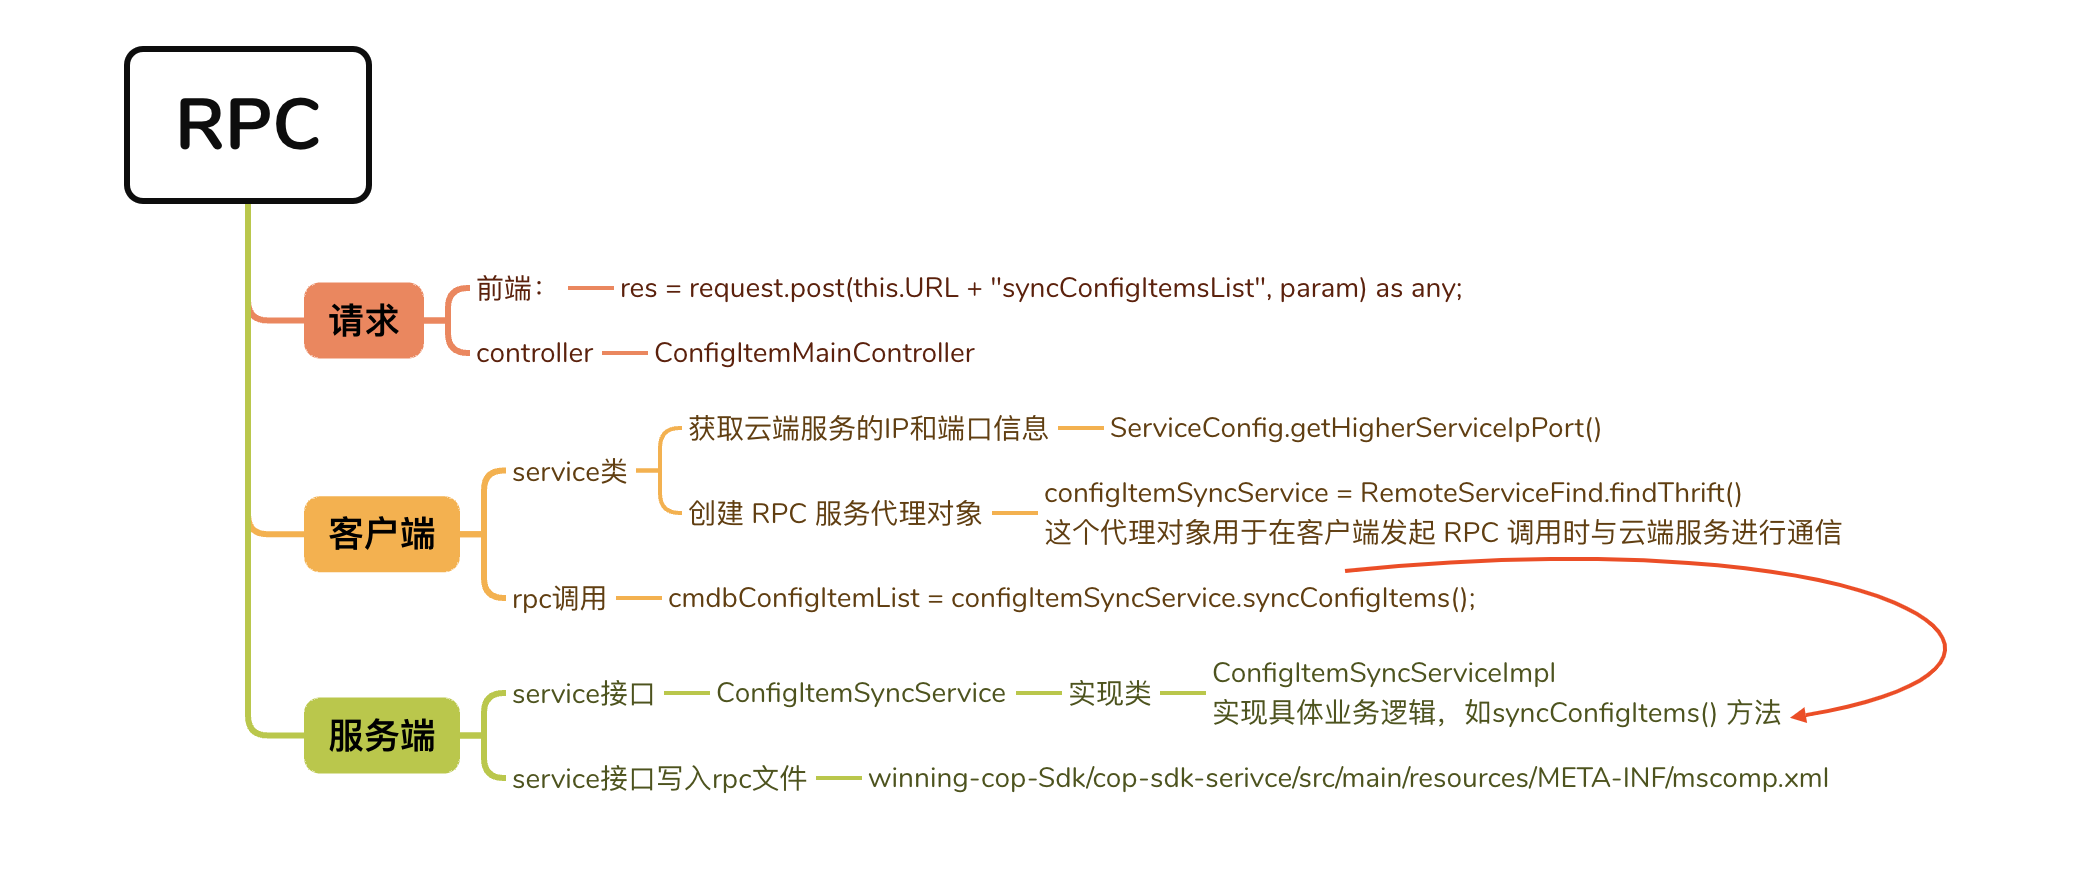 RPC
请求
前端：
res = request.post(this.URL + "syncConfigItemsList", param) as any;
controller
ConfigItemMainController
客户端
service类
获取云端服务的IP和端口信息
ServiceConfig.getHigherServiceIpPort()
创建 RPC 服务代理对象
configItemSyncService = RemoteServiceFind.findThrift()
这个代理对象用于在客户端发起 RPC 调用时与云端服务进行通信
rpc调用
cmdbConfigItemList = configItemSyncService.syncConfigItems();
服务端
service接口
ConfigItemSyncService
实现类
ConfigItemSyncServiceImpl
实现具体业务逻辑，如syncConfigItems() 方法
service接口写入rpc文件
winning-cop-Sdk/cop-sdk-serivce/src/main/resources/META-INF/mscomp.xml